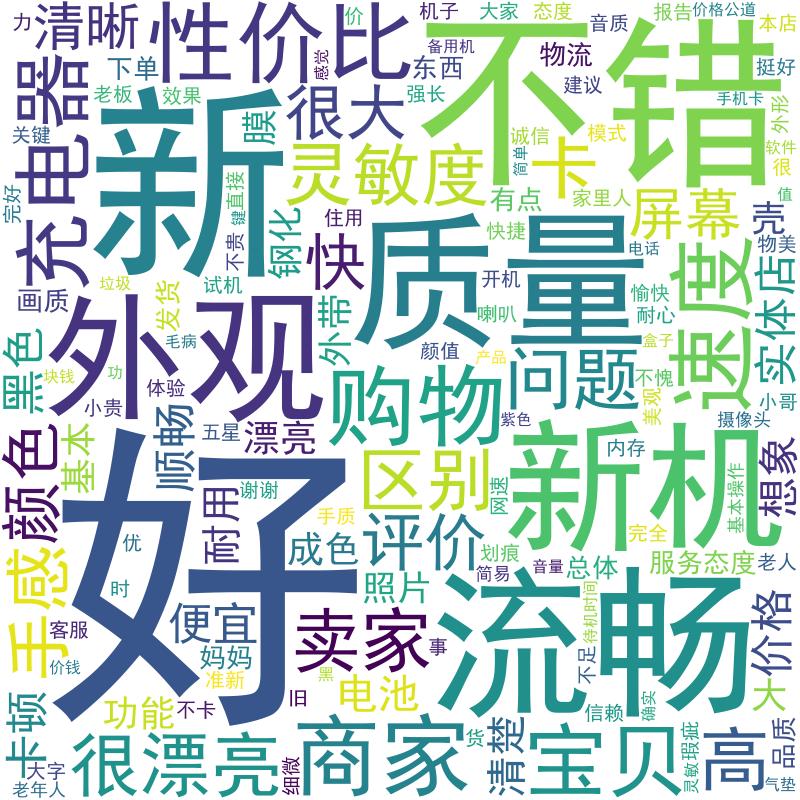 力
清晰
性价比
价
机子
大家
态度
音质
报告
价格公道
本店
感觉
备用机
东西
物流
建议
挺好
手机卡
外形
软件
很
下单
老板
效果
膜
很大
强长
不错
诚信
模式
简单
充电器
关键
新
灵敏度
卡
家里人
屏幕
壳
值
物美
完好
键
直接
不贵
钢化
住用
快
质量
有点
快捷
电话
速度
实体店
画质
垃圾
发货
试机
毛病
外观
外带
开机
喇叭
愉快
耐心
盒子
黑色
块钱
功
体验
小贵
颜值
产品
问题
不愧
美观
小哥
购物
紫色
摄像头
颜色
基本
顺畅
五星
漂亮
区别
新机
内存
想象
基本操作
网速
耐用
谢谢
手质
好
评价
成色
划痕
完全
手感
优
时
照片
简易
音量
总体
服务态度
老人
流畅
待机时间
价格
客服
价钱
便宜
妈妈
卖家
事
准新
黑
旧
电池
不足
大
卡顿
功能
不卡
信赖
确实
大字
老年人
很漂亮
细微
商家
货
清楚
宝贝
灵敏
瑕疵
高
品质
气垫